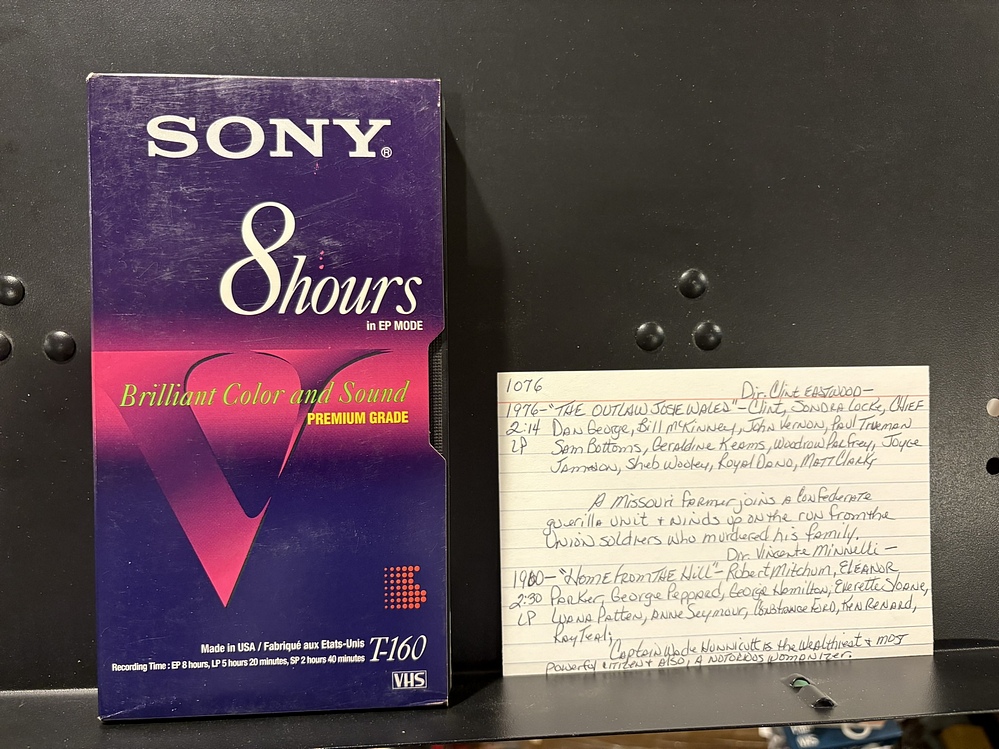 SONY®
8 hours
in EP MODE
Brilliant Color and Sound
PREMIUM GRADE
Made in USA / Fabriqué aux Etats-Unis T-160
Recording Time : EP 8 hours, LP 5 hours 20 minutes, SP 2 hours 40 minutes
VHS
1076
Dir. Clint EASTWOOD-
1976-"THE OUTLAW JOSIE WALES"-Clint, SONDRA LOCKE, CHIEF
2:14 DAN George, Bill McKinney, John VERNON, Paul Trueman
LP Sam Bottoms, Geraldine Keams, Woodrow Parfrey, Joyce
Jameson, Sheb Wooley, Royal Dano, MATT Clark
A Missouri Farmer joins a Confederate
guerilla UNIT + WINDS up on the run from the
Union soldiers who murdered his family.
Dir. Vincente Minnelli-
1960-"Home From THE Hill"-Robert Mitchum, ELEANOR
2:30 PARKER, George Peppard, George Hamilton, Everette Sloane,
LP Luana Patten, Anne Seymour, Constance Ford, Ken Renard,
Ray Teal.
Captain Wade Hunnicutt is the wealthiest & most
powerful citizen & also, A NOTORIOUS womanizer.